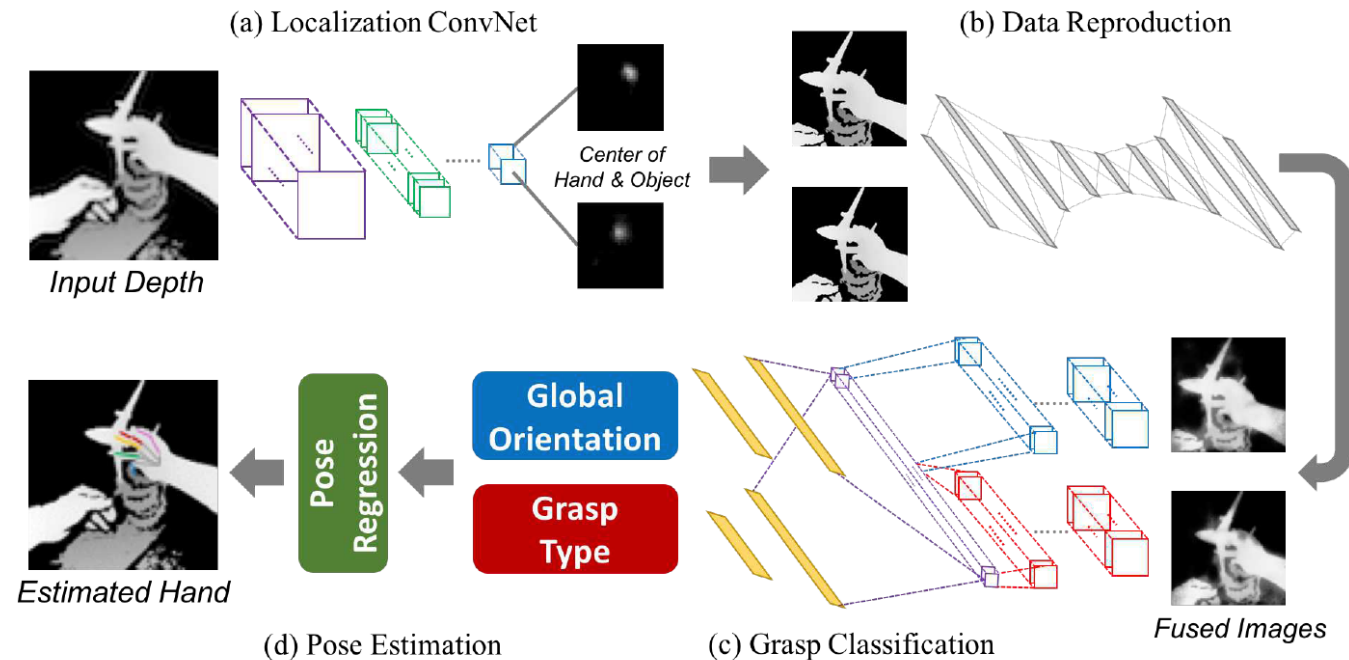 (a) Localization ConvNet
(b) Data Reproduction
Center of
Hand & Object
Input Depth
Pose
Regression
Global
Orientation
Grasp
Type
Estimated Hand
Fused Images
(d) Pose Estimation
(c) Grasp Classification